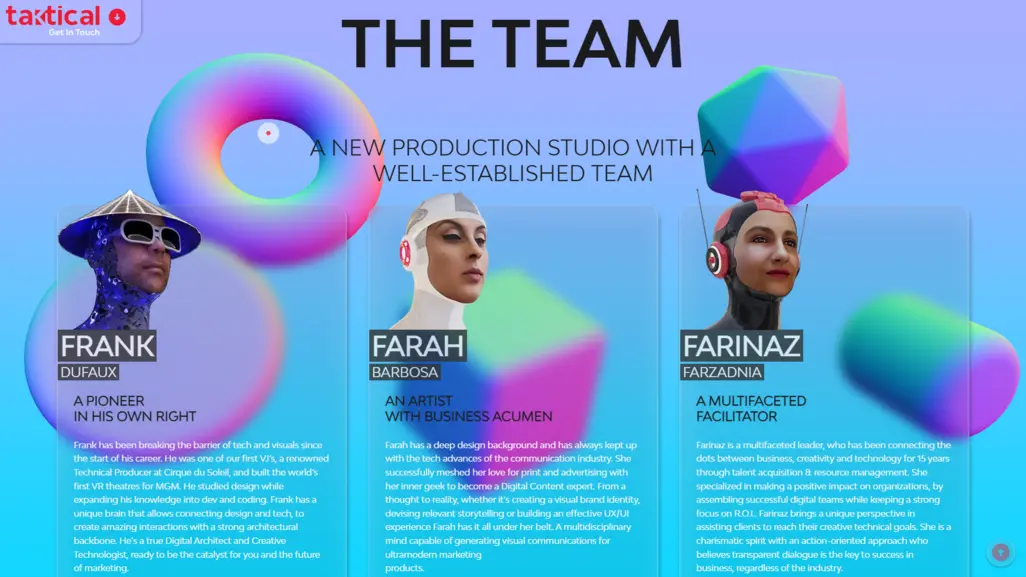 taktical
Get In Touch
THE TEAM
A NEW PRODUCTION STUDIO WITH A
WELL-ESTABLISHED TEAM
FRANK
DUFAUX
A PIONEER
IN HIS OWN RIGHT
Frank has been breaking the barrier of tech and visuals since
the start of his career. He was one of our first VJ's, a renowned
Technical Producer at Cirque du Soleil, and built the world's
first VR theatres for MGM. He studied design while
expanding his knowledge into dev and coding. Frank has a
unique brain that allows connecting design and tech, to
create amazing interactions with a strong architectural
backbone. He's a true Digital Architect and Creative
Technologist, ready to be the catalyst for you and the future
of marketing.
FARAH
BARBOSA
AN ARTIST
WITH BUSINESS ACUMEN
Farah has a deep design background and has always kept up
with the tech advances of the communication industry. She
successfully meshed her love for print and advertising with
her inner geek to become a Digital Content expert. From a
thought to reality, whether it's creating a visual brand identity,
devising relevant storytelling or building an effective UX/UI
experience Farah has it all under her belt. A multidisciplinary
mind capable of generating visual communications for
ultramodern marketing
products.
FARINAZ
FARZADNIA
A MULTIFACETED
FACILITATOR
Farinaz is a multifaceted leader, who has been connecting the
dots between business, creativity and technology for 15 years
through talent acquisition & resource management. She
specialized in making a positive impact on organizations, by
assembling successful digital teams while keeping a strong
focus on R.O.I.. Farinaz brings a unique perspective in
assisting clients to reach their creative technical goals. She is a
charismatic spirit with an action-oriented approach who
believes transparent dialogue is the key to success in
business, regardless of the industry.